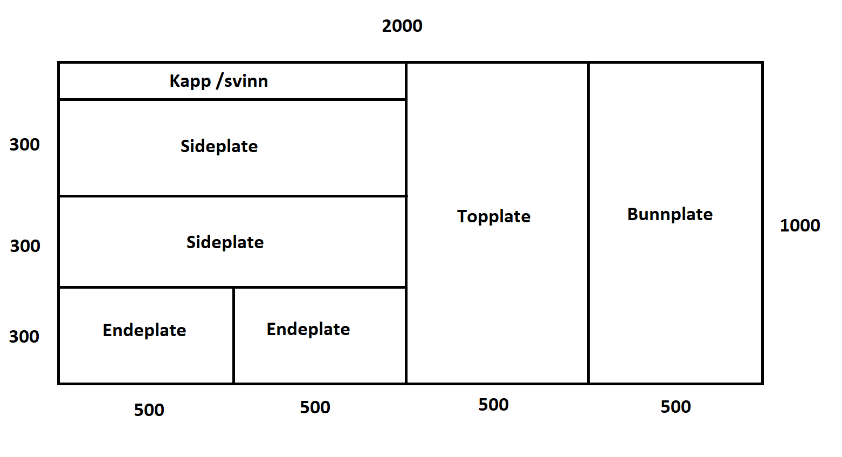 2000
Kapp /svinn
300
Sideplate
Topplate
Bunnplate
1000
300
Sideplate
300
Endeplate
Endeplate
500
500
500
500